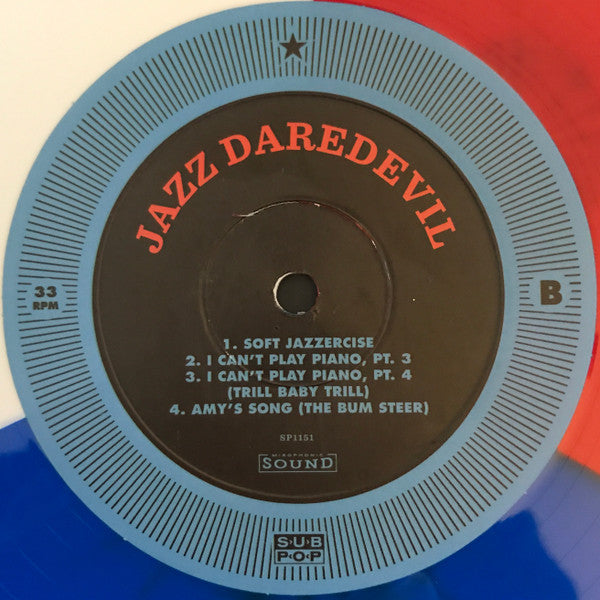 JAZZ DAREDEVIL
33
RPM
B
1. SOFT JAZZERCISE
2. I CAN'T PLAY PIANO, PT. 3
3. I CAN'T PLAY PIANO, PT. 4
(TRILL BABY TRILL)
4. AMY'S SONG (THE BUM STEER)
SP1151
MISOPHONIC
SOUND
SUB
POP